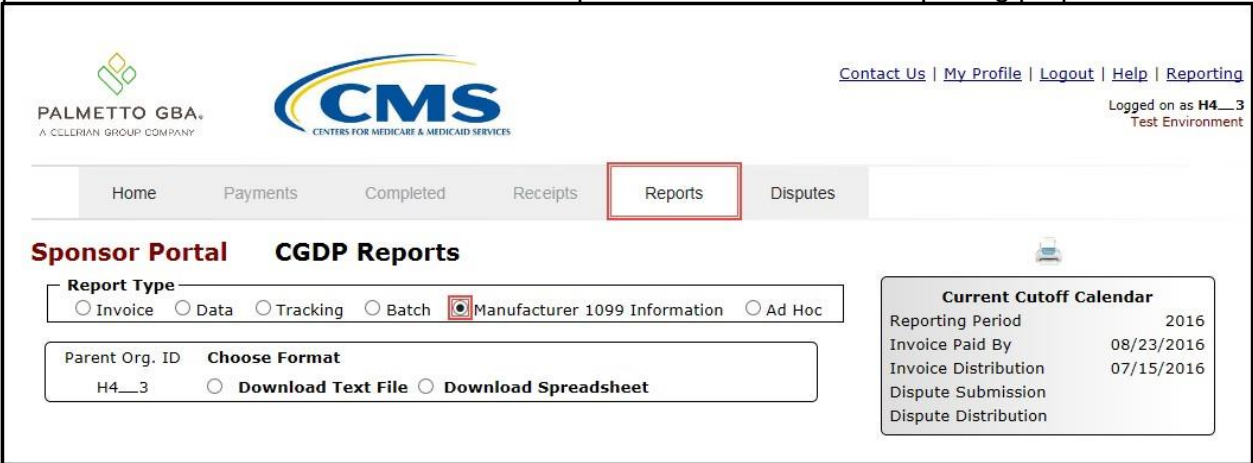 PALMETTO GBA.
A CELERIAN GROUP COMPANY
CMS
CENTERS FOR MEDICARE & MEDICAID SERVICES
Contact Us | My Profile | Logout | Help | Reporting
Logged on as H4__3
Test Environment
Home Payments Completed Receipts Reports Disputes
Sponsor Portal CGDP Reports
Report Type
Invoice Data Tracking Batch Manufacturer 1099 Information Ad Hoc
Parent Org. ID Choose Format
H4__3 Download Text File Download Spreadsheet
Current Cutoff Calendar
Reporting Period 2016
Invoice Paid By 08/23/2016
Invoice Distribution 07/15/2016
Dispute Submission
Dispute Distribution